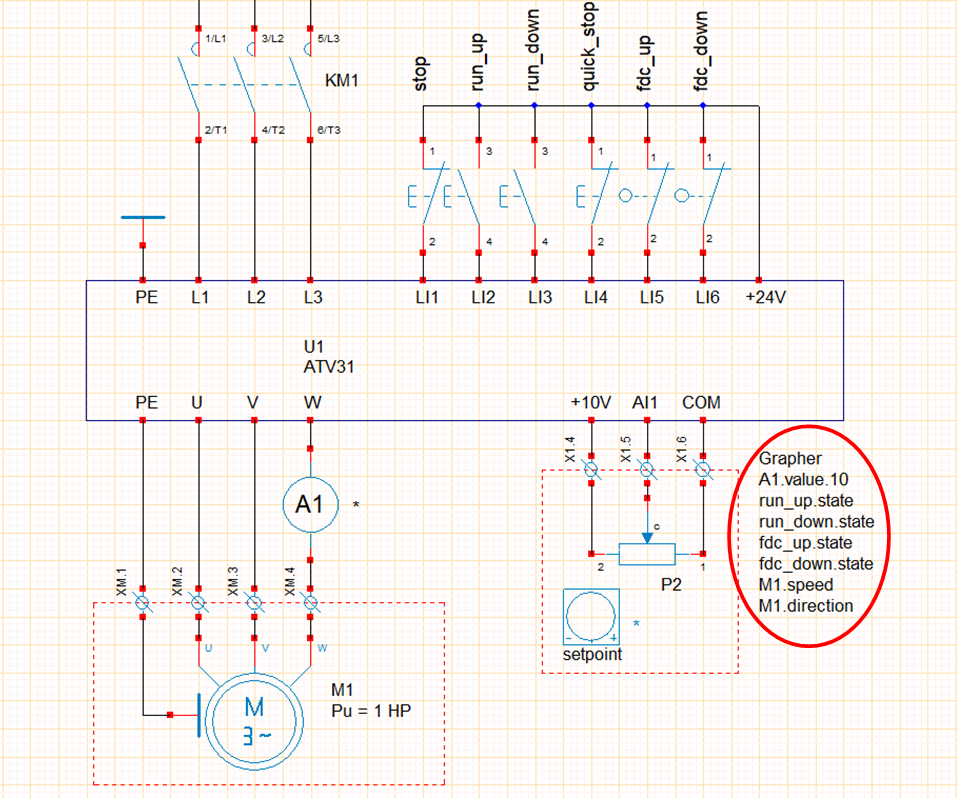 1/L1
3/L2
5/L3
KM1
2/T1
4/T2
6/T3
stop
run_up
run_down
quick_stop
fdc_up
fdc_down
1
3
3
1
1
1
2
4
4
2
2
2
PE
L1
L2
L3
LI1
LI2
LI3
LI4
LI5
LI6
+24V
U1
ATV31
PE
U
V
W
+10V
AI1
COM
X1.4
X1.5
X1.6
A1
*
c
2
1
P2
- +
*
setpoint
Grapher
A1.value.10
run_up.state
run_down.state
fdc_up.state
fdc_down.state
M1.speed
M1.direction
XM.1
XM.2
XM.3
XM.4
U
V
W
M
3 ~
M1
Pu = 1 HP